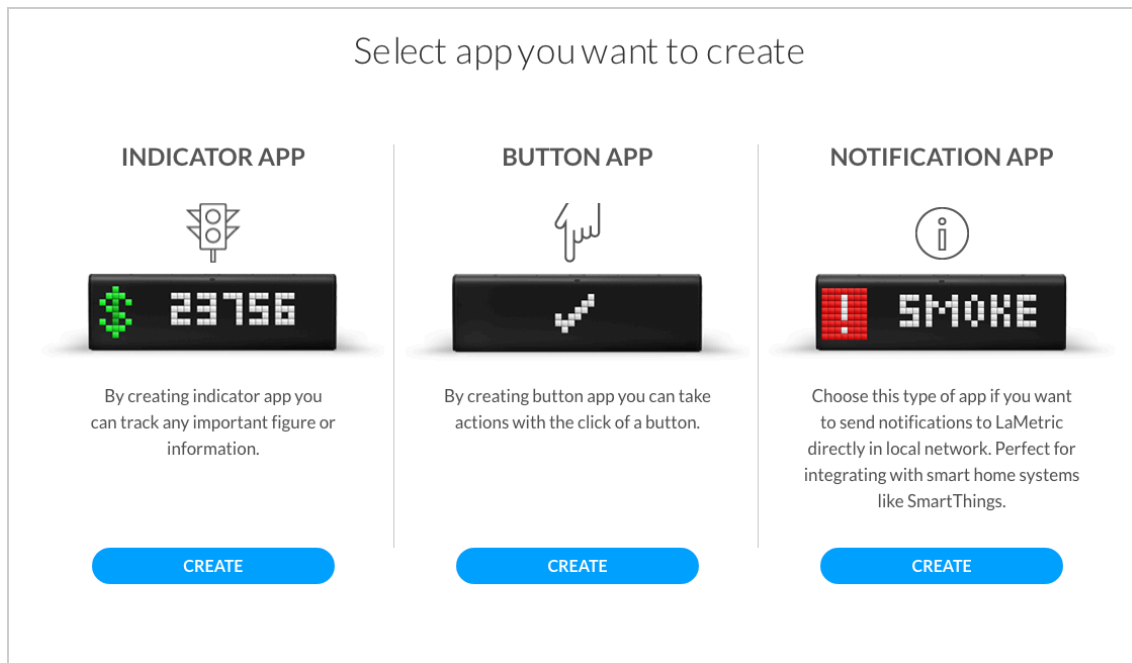 Select app you want to create
INDICATOR APP
23756
By creating indicator app you
can track any important figure or
information.
CREATE
BUTTON APP
By creating button app you can take
actions with the click of a button.
CREATE
NOTIFICATION APP
! SMOKE
Choose this type of app if you want
to send notifications to LaMetric
directly in local network. Perfect for
integrating with smart home systems
like SmartThings.
CREATE